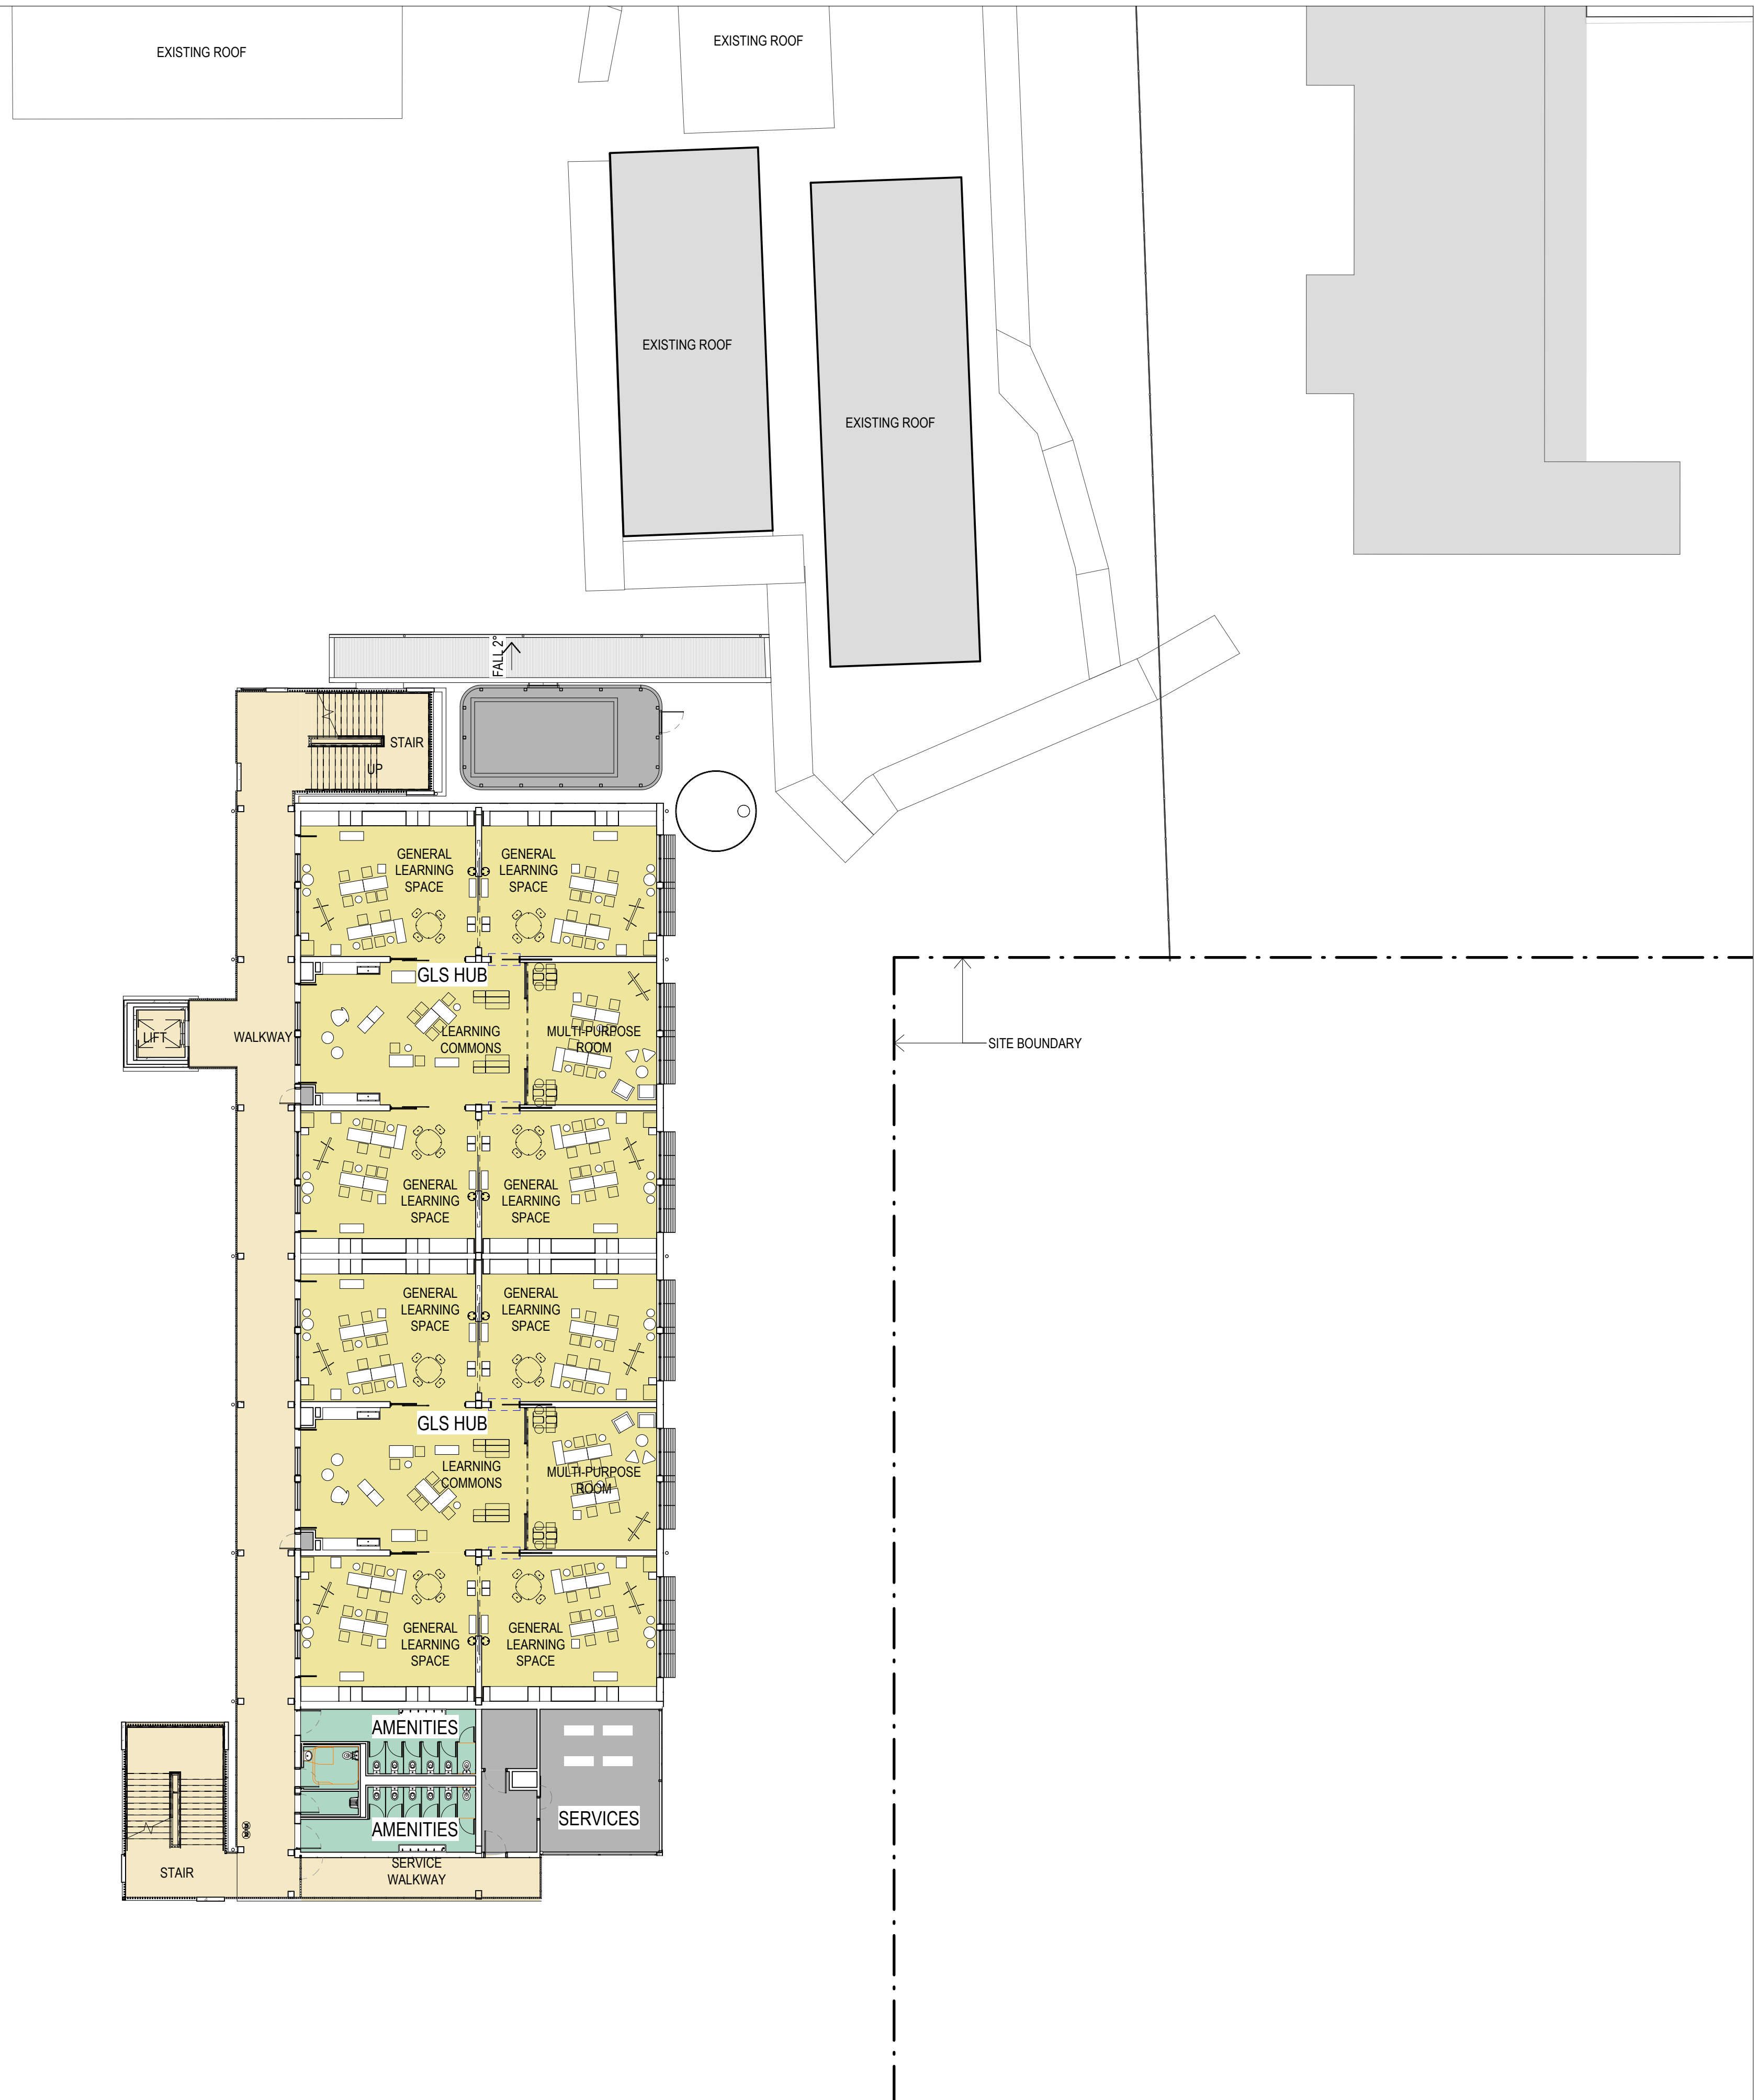 EXISTING ROOF
EXISTING ROOF
EXISTING ROOF
EXISTING ROOF
FALL 2°
STAIR
UP
GENERAL
LEARNING
SPACE
GENERAL
LEARNING
SPACE
GLS HUB
LIFT
WALKWAY
LEARNING
COMMONS
MULTI-PURPOSE
ROOM
SITE BOUNDARY
GENERAL
LEARNING
SPACE
GENERAL
LEARNING
SPACE
GENERAL
LEARNING
SPACE
GENERAL
LEARNING
SPACE
GLS HUB
LEARNING
COMMONS
MULTI-PURPOSE
ROOM
GENERAL
LEARNING
SPACE
GENERAL
LEARNING
SPACE
AMENITIES
AMENITIES
SERVICES
STAIR
SERVICE
WALKWAY